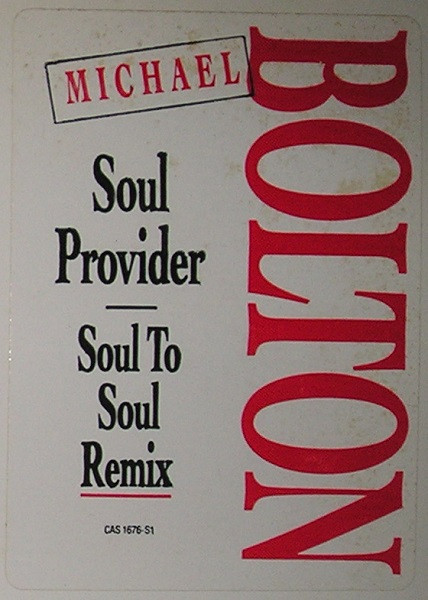 MICHAEL
BOLTON
Soul
Provider
Soul To
Soul
Remix
CAS 1676-S1